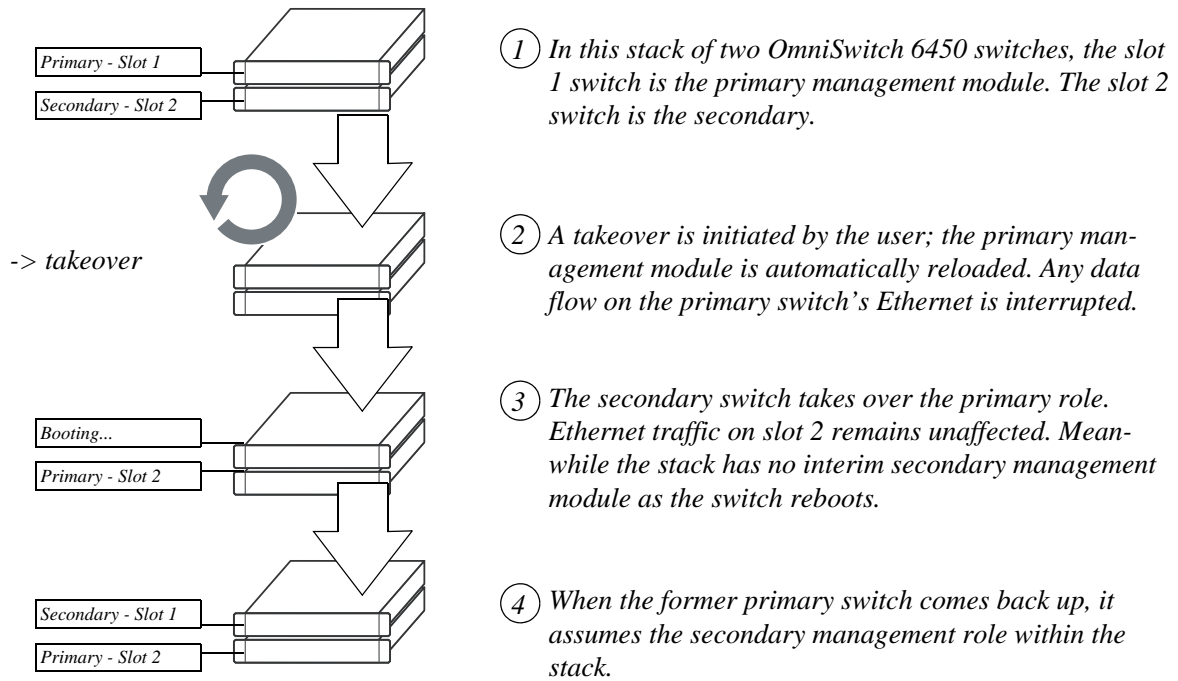 Primary - Slot 1
Secondary - Slot 2
1 In this stack of two OmniSwitch 6450 switches, the slot
1 switch is the primary management module. The slot 2
switch is the secondary.
-> takeover
2 A takeover is initiated by the user; the primary man-
agement module is automatically reloaded. Any data
flow on the primary switch's Ethernet is interrupted.
Booting...
Primary - Slot 2
3 The secondary switch takes over the primary role.
Ethernet traffic on slot 2 remains unaffected. Mean-
while the stack has no interim secondary management
module as the switch reboots.
Secondary - Slot 1
Primary - Slot 2
4 When the former primary switch comes back up, it
assumes the secondary management role within the
stack.